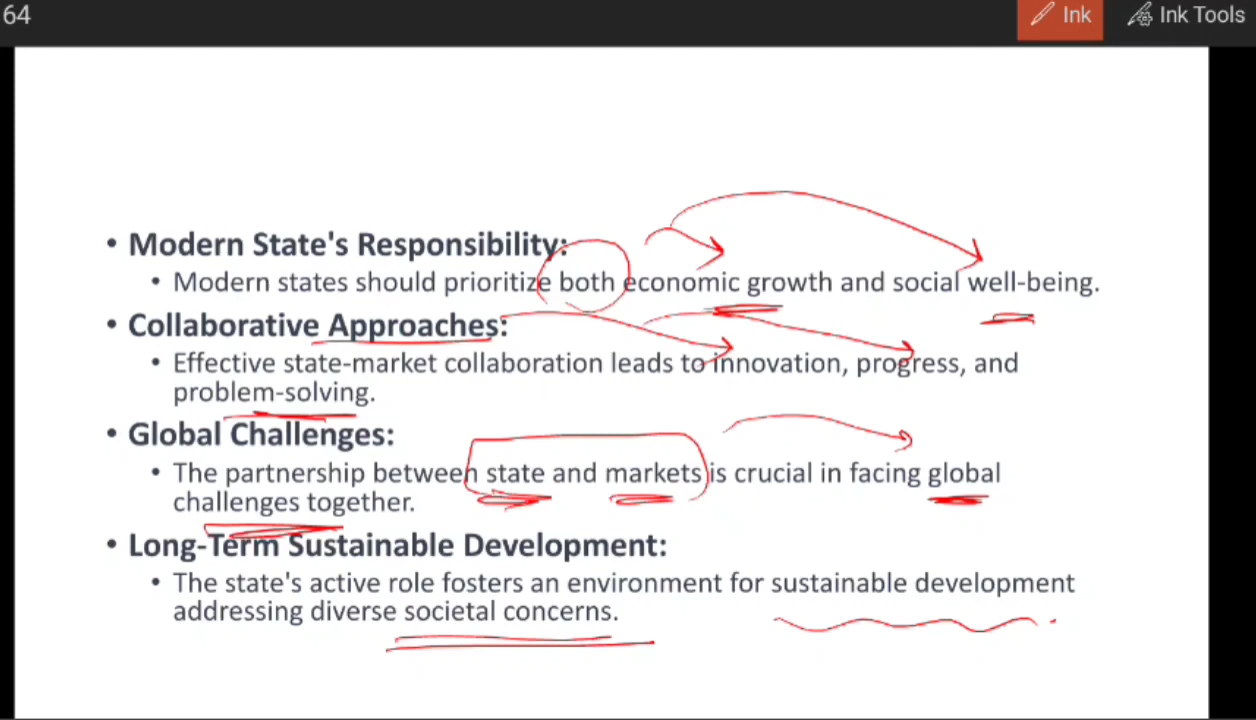 64
Ink
Ink Tools
• Modern State's Responsibility:
• Modern states should prioritize both economic growth and social well-being.
• Collaborative Approaches:
• Effective state-market collaboration leads to innovation, progress, and
problem-solving.
• Global Challenges:
• The partnership between state and markets is crucial in facing global
challenges together.
• Long-Term Sustainable Development:
• The state's active role fosters an environment for sustainable development
addressing diverse societal concerns.